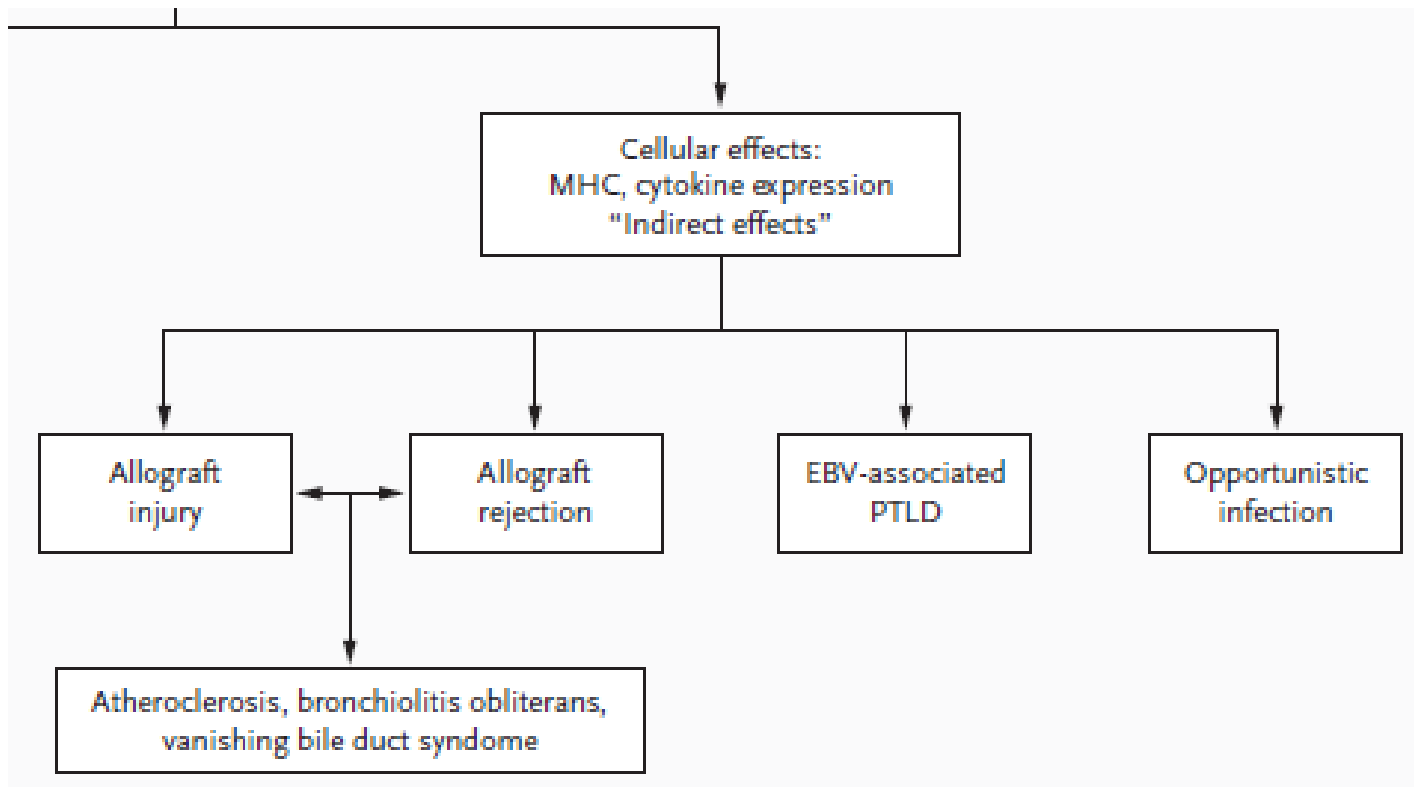 Cellular effects:
MHC, cytokine expression
“Indirect effects”
Allograft
injury
Allograft
rejection
EBV-associated
PTLD
Opportunistic
infection
Atheroclerosis, bronchiolitis obliterans,
vanishing bile duct syndome